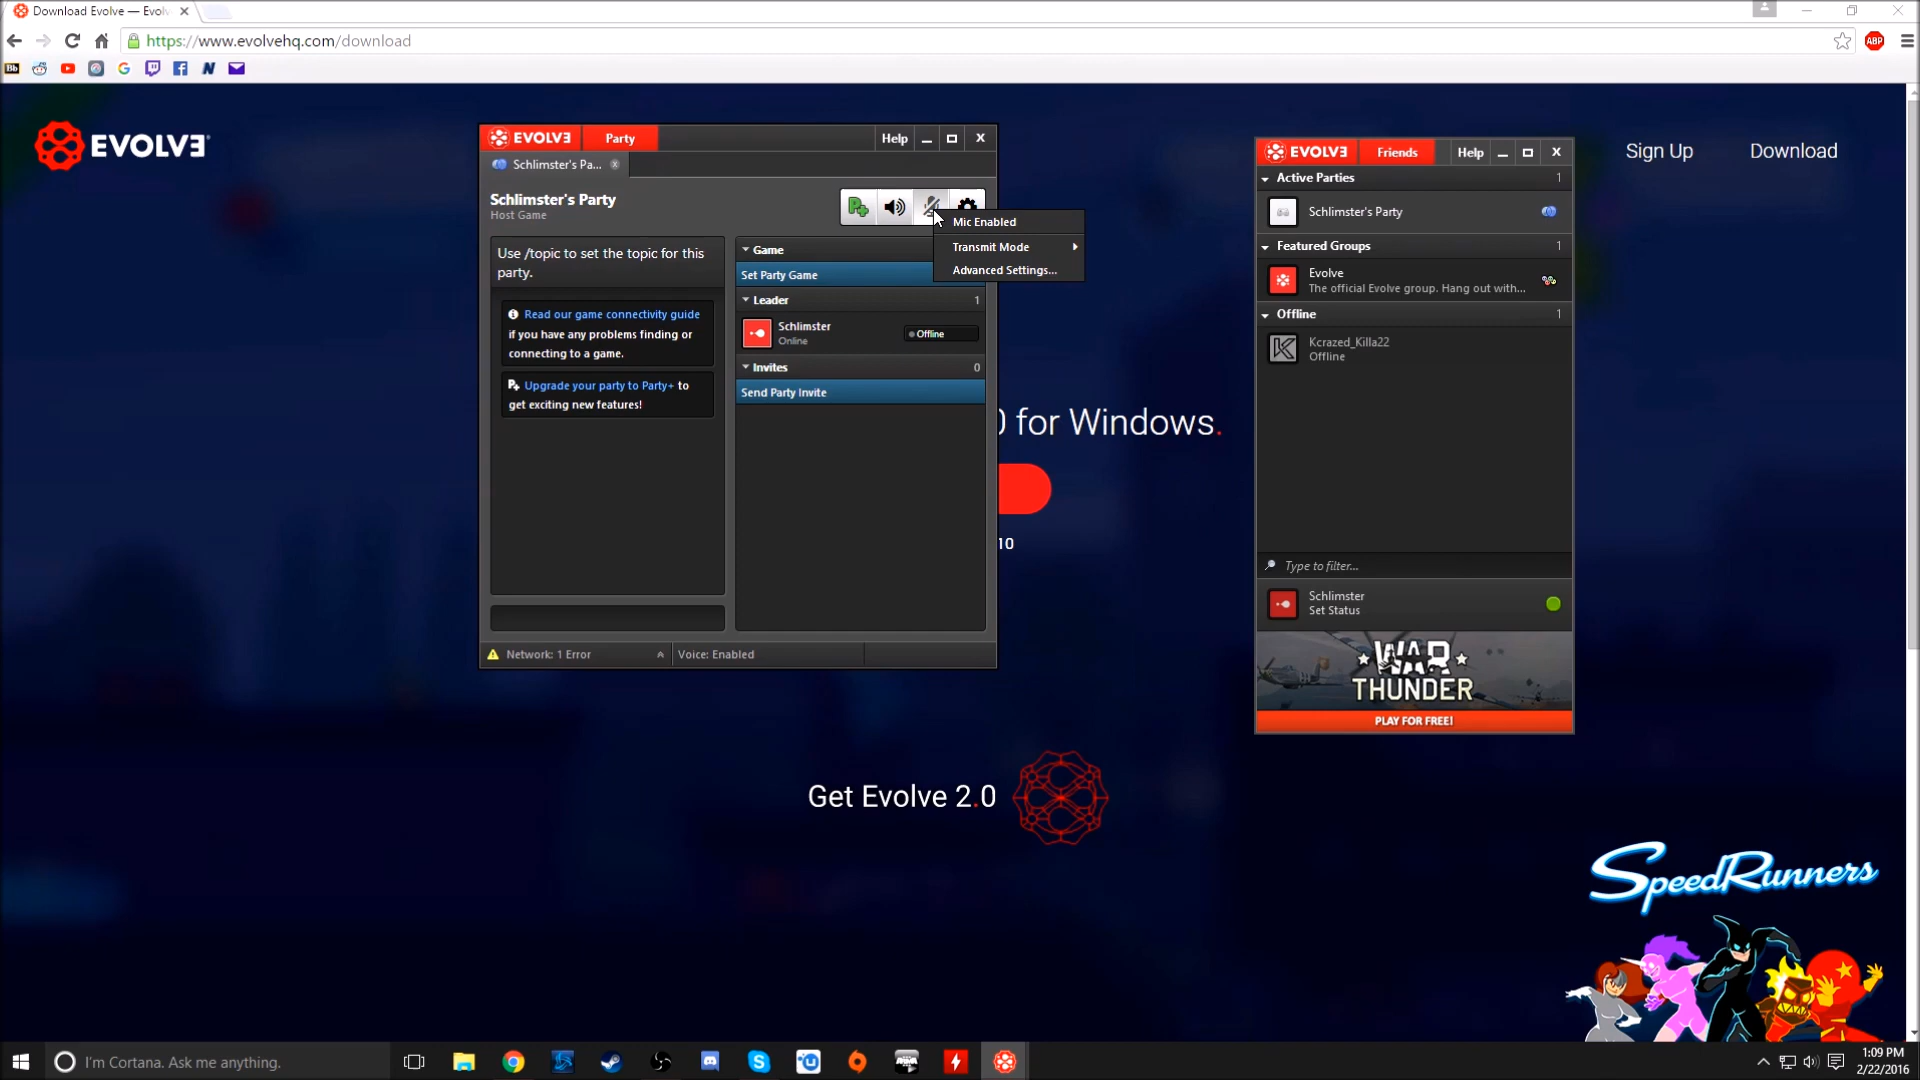 Download Evolve — Evol
https://www.evolvehq.com/download
ABP
Bb
EVOLVE
Sign Up
Download
EVOLVE
Party
Help
Schlimster's Pa...
Schlimster's Party
Host Game
Mic Enabled
Transmit Mode
Advanced Settings...
Use /topic to set the topic for this
party.
Read our game connectivity guide
if you have any problems finding or
connecting to a game.
Upgrade your party to Party+ to
get exciting new features!
Game
Set Party Game
Leader 1
Schlimster
Online
Offline
Invites 0
Send Party Invite
Network: 1 Error
Voice: Enabled
EVOLVE
Friends
Help
Active Parties 1
Schlimster's Party
Featured Groups 1
Evolve
The official Evolve group. Hang out with...
Offline 1
Kcrazed_Killa22
Offline
Type to filter...
Schlimster
Set Status
WAR
THUNDER
PLAY FOR FREE!
0 for Windows.
10
Get Evolve 2.0
SpeedRunners
I'm Cortana. Ask me anything.
1:09 PM
2/22/2016